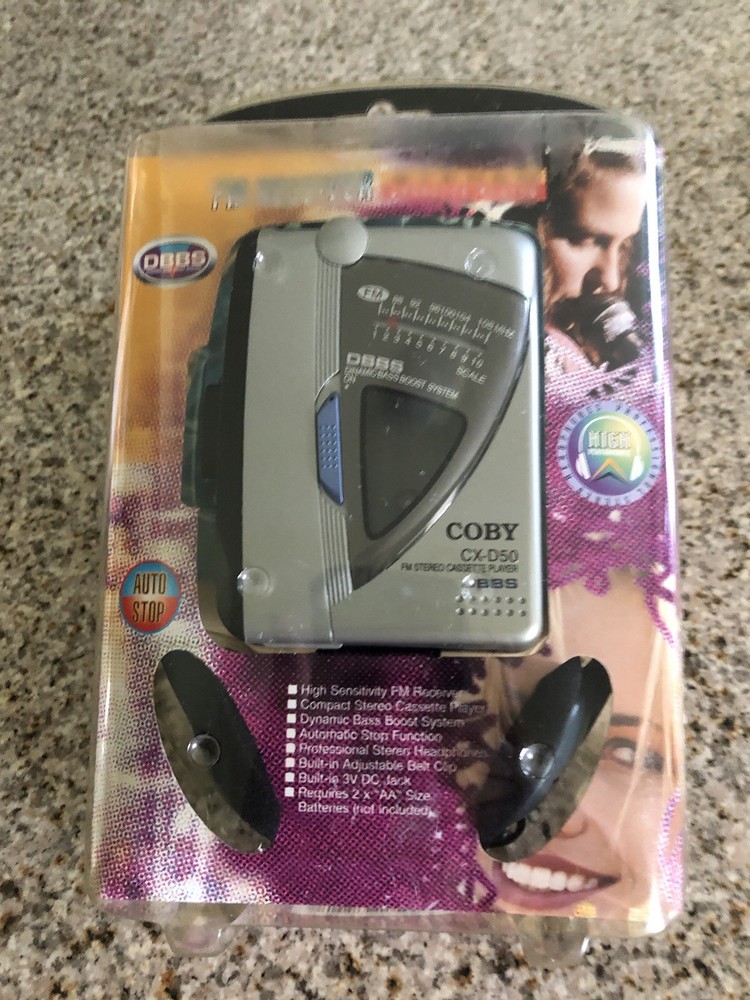 DBBS
FM
88 92 96 100 104 108 MHZ
1 2 3 4 5 6 7 8 9 10
DBBS
SCALE
DYNAMIC BASS BOOST SYSTEM
ON
HIGH
PERFORMANCE
COBY
CX-D50
FM STEREO CASSETTE PLAYER
DBBS
AUTO
STOP
High Sensitivity FM Receiver
Compact Stereo Cassette Player
Dynamic Bass Boost System
Automatic Stop Function
Professional Stereo Headphones
Built-in Adjustable Belt Clip
Built-in 3V DC Jack
Requires 2 x "AA" Size
Batteries (not included)